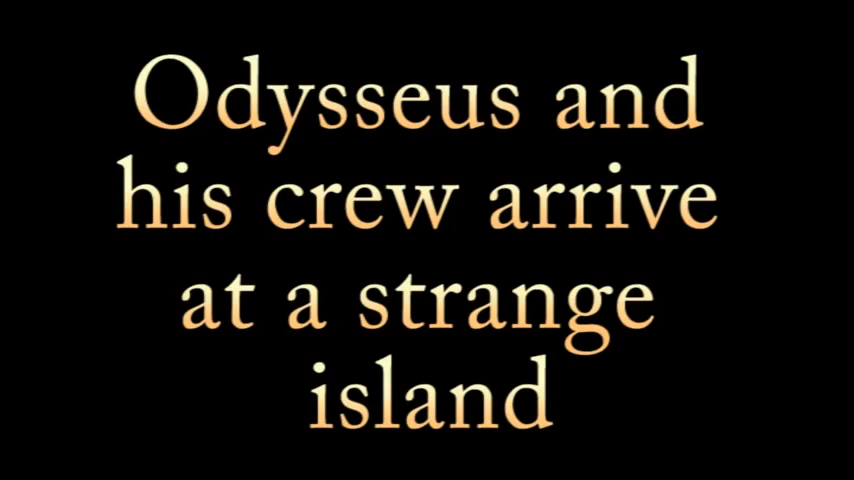 Odysseus and
his crew arrive
at a strange
island